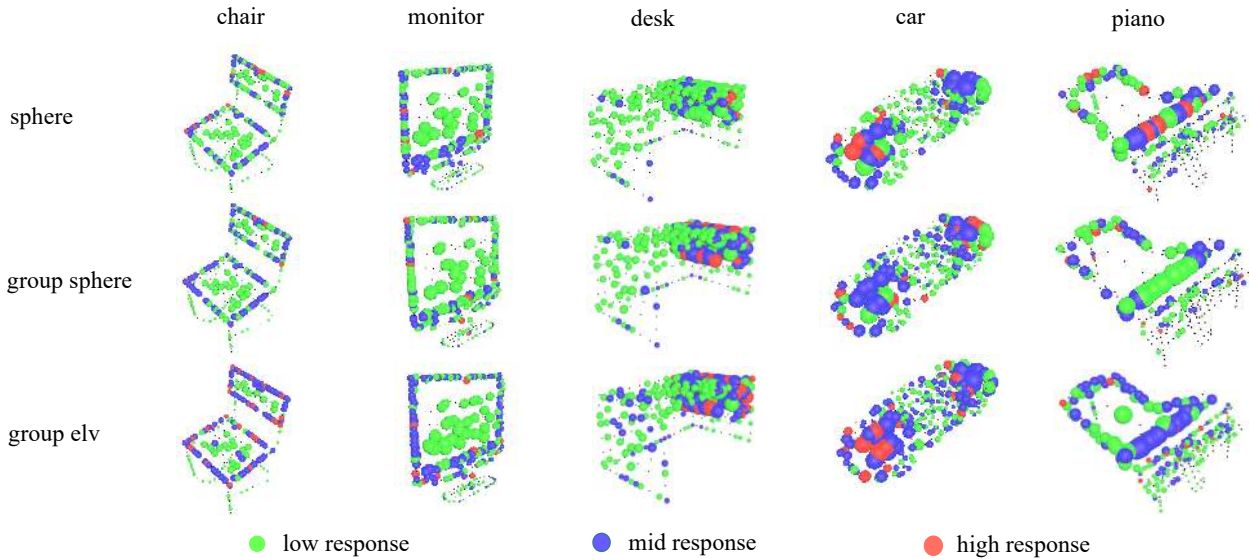 chair monitor desk car piano
sphere
group sphere
group elv
low response mid response high response